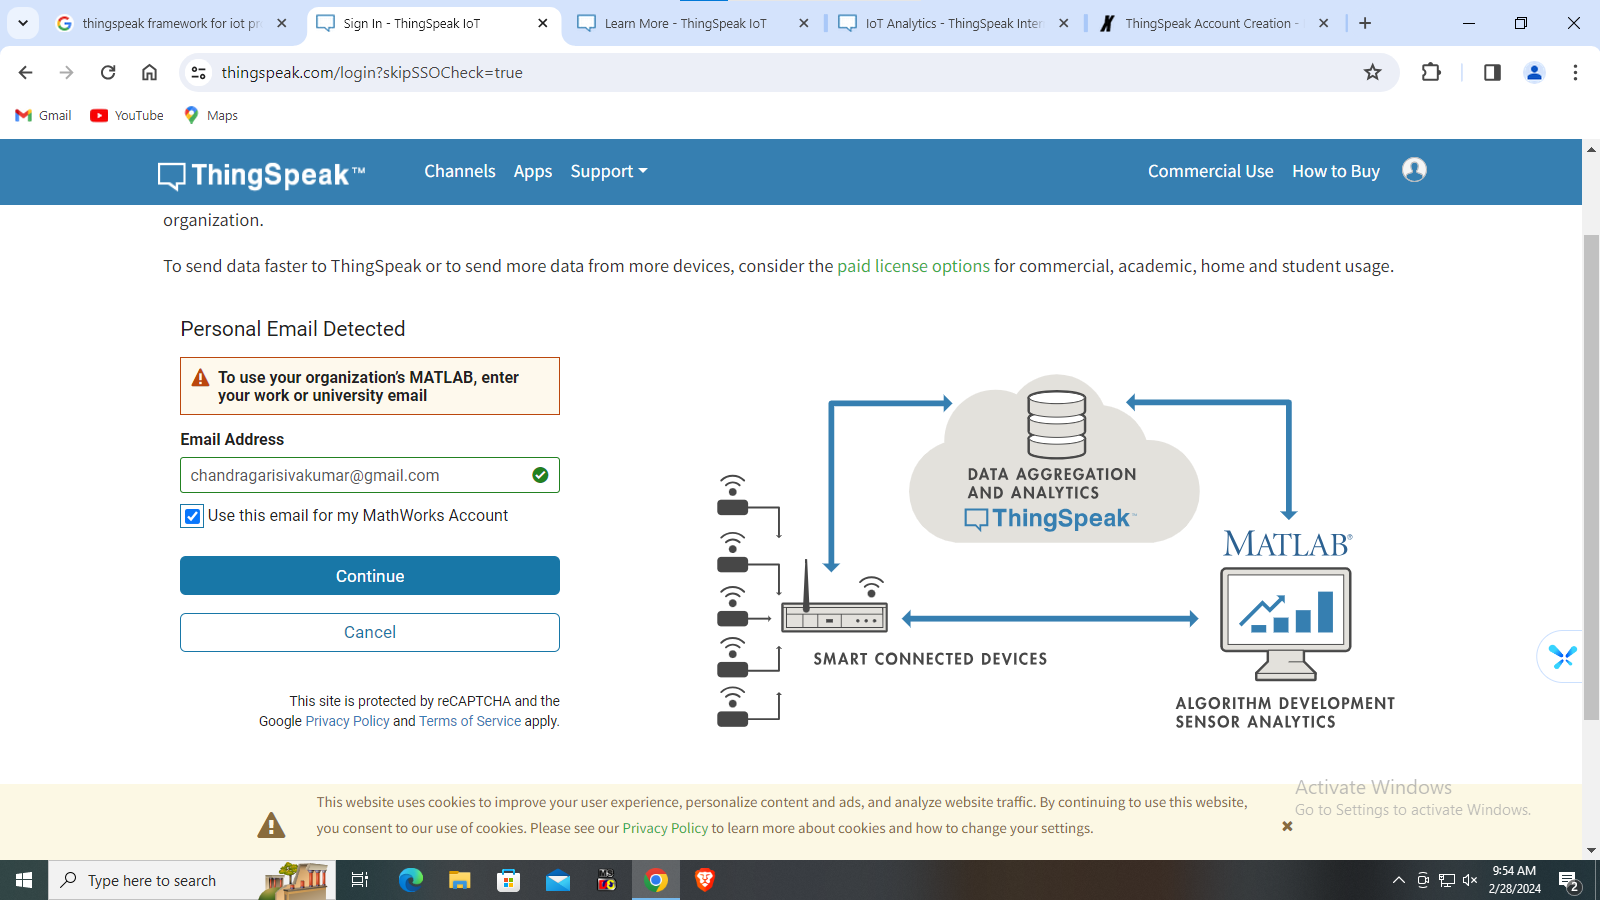 thingspeak framework for iot pr
Sign In - ThingSpeak IoT
Learn More - ThingSpeak IoT
IoT Analytics - ThingSpeak Inter
ThingSpeak Account Creation -
thingspeak.com/login?skipSSOCheck=true
Gmail
YouTube
Maps
ThingSpeak™
Channels
Apps
Support
Commercial Use
How to Buy
organization.
To send data faster to ThingSpeak or to send more data from more devices, consider the paid license options for commercial, academic, home and student usage.
Personal Email Detected
To use your organization's MATLAB, enter
your work or university email
Email Address
chandragarisivakumar@gmail.com
Use this email for my MathWorks Account
Continue
Cancel
This site is protected by reCAPTCHA and the
Google Privacy Policy and Terms of Service apply.
DATA AGGREGATION
AND ANALYTICS
ThingSpeak™
MATLAB®
SMART CONNECTED DEVICES
ALGORITHM DEVELOPMENT
SENSOR ANALYTICS
This website uses cookies to improve your user experience, personalize content and ads, and analyze website traffic. By continuing to use this website,
you consent to our use of cookies. Please see our Privacy Policy to learn more about cookies and how to change your settings.
Activate Windows
Go to Settings to activate Windows.
Type here to search
9:54 AM
2/28/2024
2